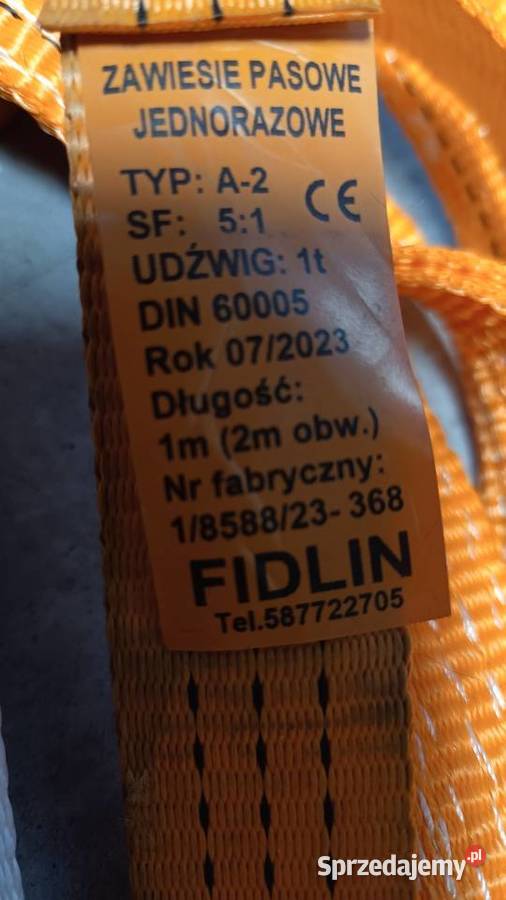 ZAWIESIE PASOWE
JEDNORAZOWE
TYP: A-2 CE
SF: 5:1
UDŹWIG: 1t
DIN 60005
Rok 07/2023
Długość:
1m (2m obw.)
Nr fabryczny:
1/8588/23- 368
FIDLIN
Tel.587722705
Sprzedajemy.pl